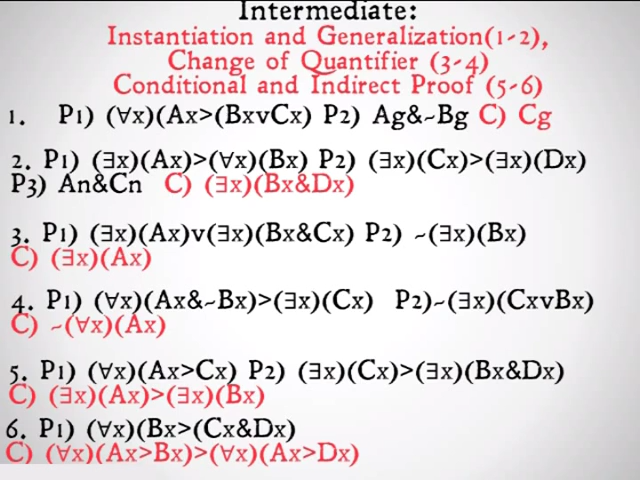 Intermediate:
Instantiation and Generalization(1-2),
Change of Quantifier (3-4)
Conditional and Indirect Proof (5-6)
1. P1) (∀x)(Ax>(BxvCx) P2) Ag&~Bg C) Cg
2. P1) (∃x)(Ax)>(∀x)(Bx) P2) (∃x)(Cx)>(∃x)(Dx)
P3) An&Cn C) (∃x)(Bx&Dx)
3. P1) (∃x)(Ax)v(∃x)(Bx&Cx) P2) ~(∃x)(Bx)
C) (∃x)(Ax)
4. P1) (∀x)(Ax&~Bx)>(∃x)(Cx) P2)~(∃x)(CxvBx)
C) ~(∀x)(Ax)
5. P1) (∀x)(Ax>Cx) P2) (∃x)(Cx)>(∃x)(Bx&Dx)
C) (∃x)(Ax)>(∃x)(Bx)
6. P1) (∀x)(Bx>(Cx&Dx)
C) (∀x)(Ax>Bx)>(∀x)(Ax>Dx)